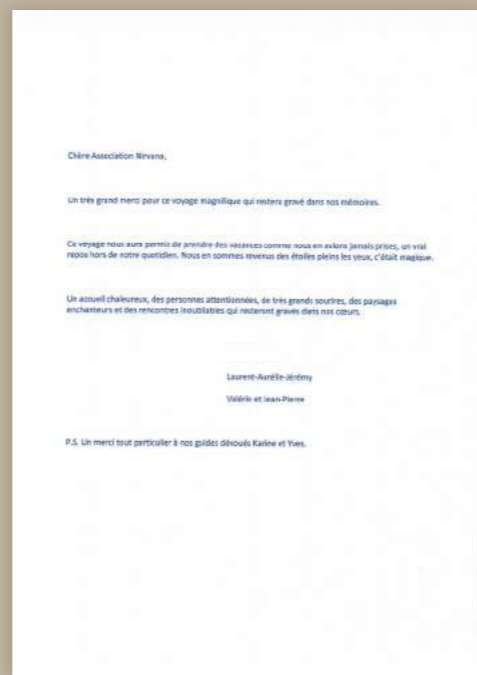 Chère Association Nirvana,
Un très grand merci pour ce voyage magnifique qui restera gravé dans nos mémoires.
Ce voyage nous aura permis de prendre des vacances comme nous en avions jamais prises, un vrai
repos hors de notre quotidien. Nous en sommes revenus des étoiles pleins les yeux, c'était magique.
Un accueil chaleureux, des personnes attentionnées, de très grands sourires, des paysages
enchanteurs et des rencontres inoubliables qui resteront gravés dans nos cœurs.
Laurent-Aurélie-Jérémy
Valérie et Jean-Pierre
P.S. Un merci tout particulier à nos guides dévoués Karine et Yves.